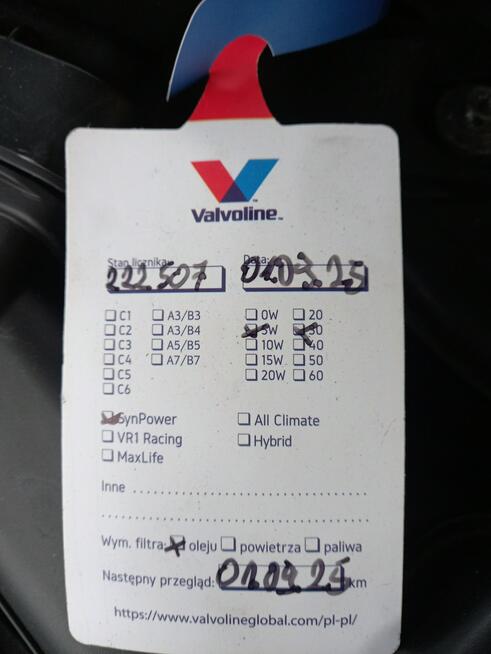 Valvoline™
Stan licznika: Data:
222.507 01.09.25
C1 A3/B3 0W 20
C2 A3/B4 5W 30
C3 A5/B5 10W 40
C4 A7/B7 15W 50
C5 20W 60
C6
SynPower All Climate
VR1 Racing Hybrid
MaxLife
Inne
Wym. filtra: oleju powietrza paliwa
Następny przegląd: 01.09.25 km
https://www.valvolineglobal.com/pl-pl/